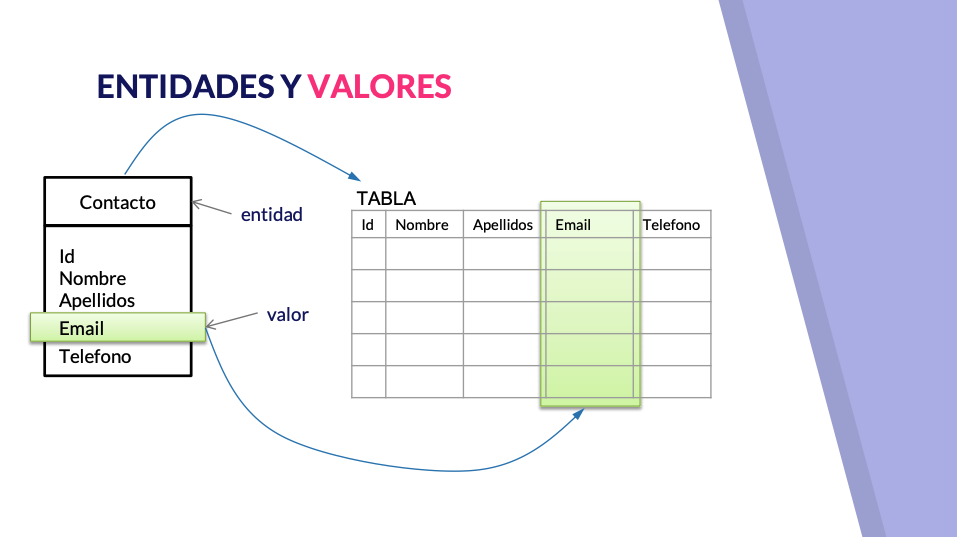 ENTIDADES Y VALORES
Contacto
entidad
Id
Nombre
Apellidos
Email
Telefono
valor
TABLA
Id Nombre Apellidos Email Telefono